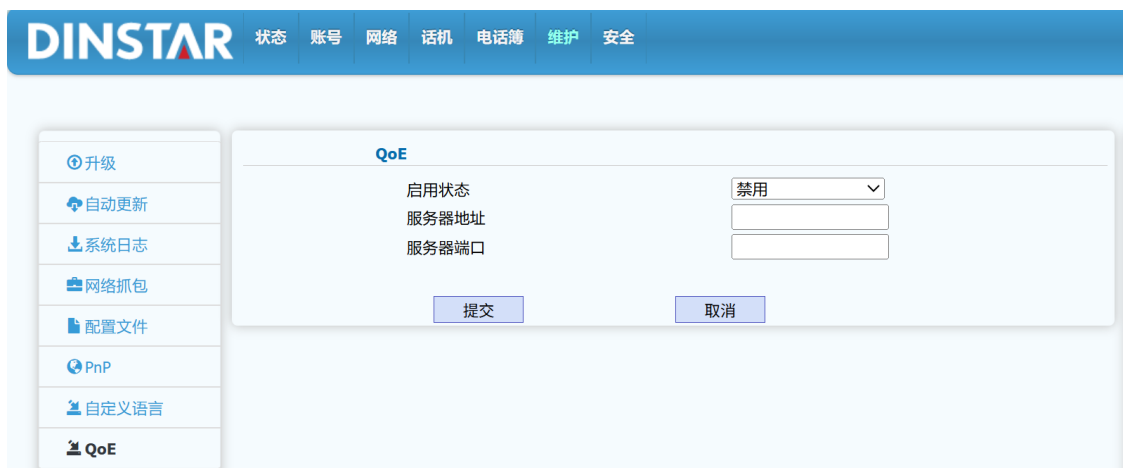 DINSTAR 状态 账号 网络 话机 电话簿 维护 安全
升级
自动更新
系统日志
网络抓包
配置文件
PnP
自定义语言
QoE
QoE
启用状态 禁用
服务器地址
服务器端口
提交 取消